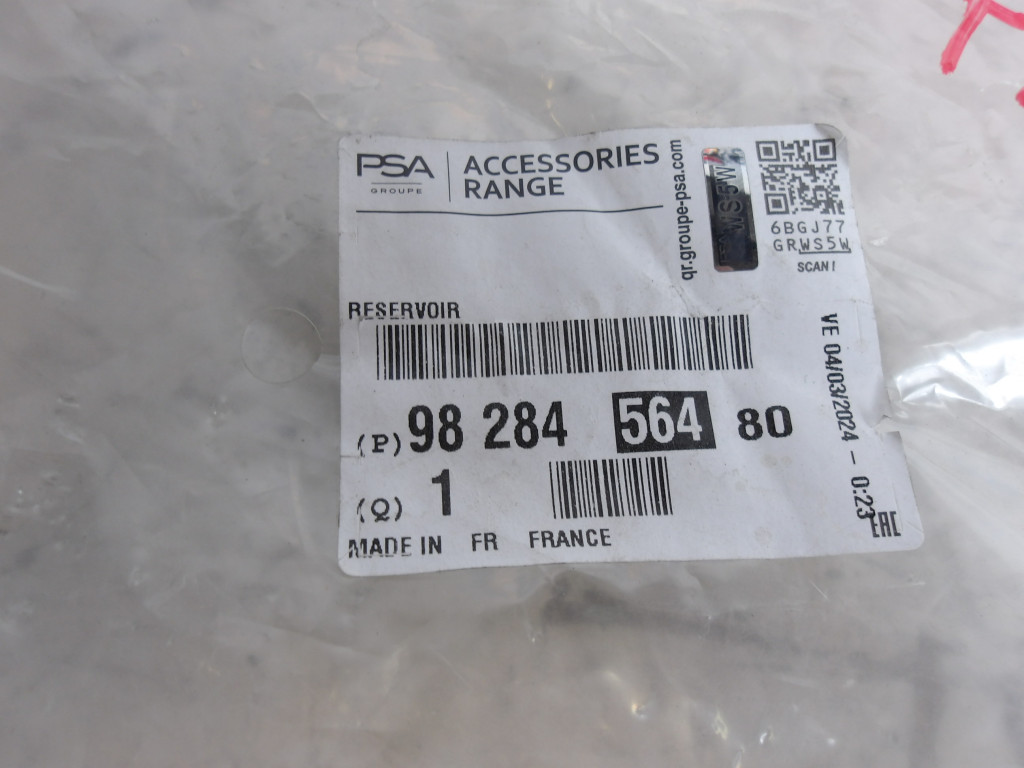 PSA
GROUPE
ACCESSORIES
RANGE
qr.groupe-psa.com
WS5W
6BGJ77
GRWS5W
SCAN!
RESERVOIR
(P) 98 284 564 80
(Q) 1
MADE IN FR FRANCE
VE 04/03/2024 - 0:23
EAC